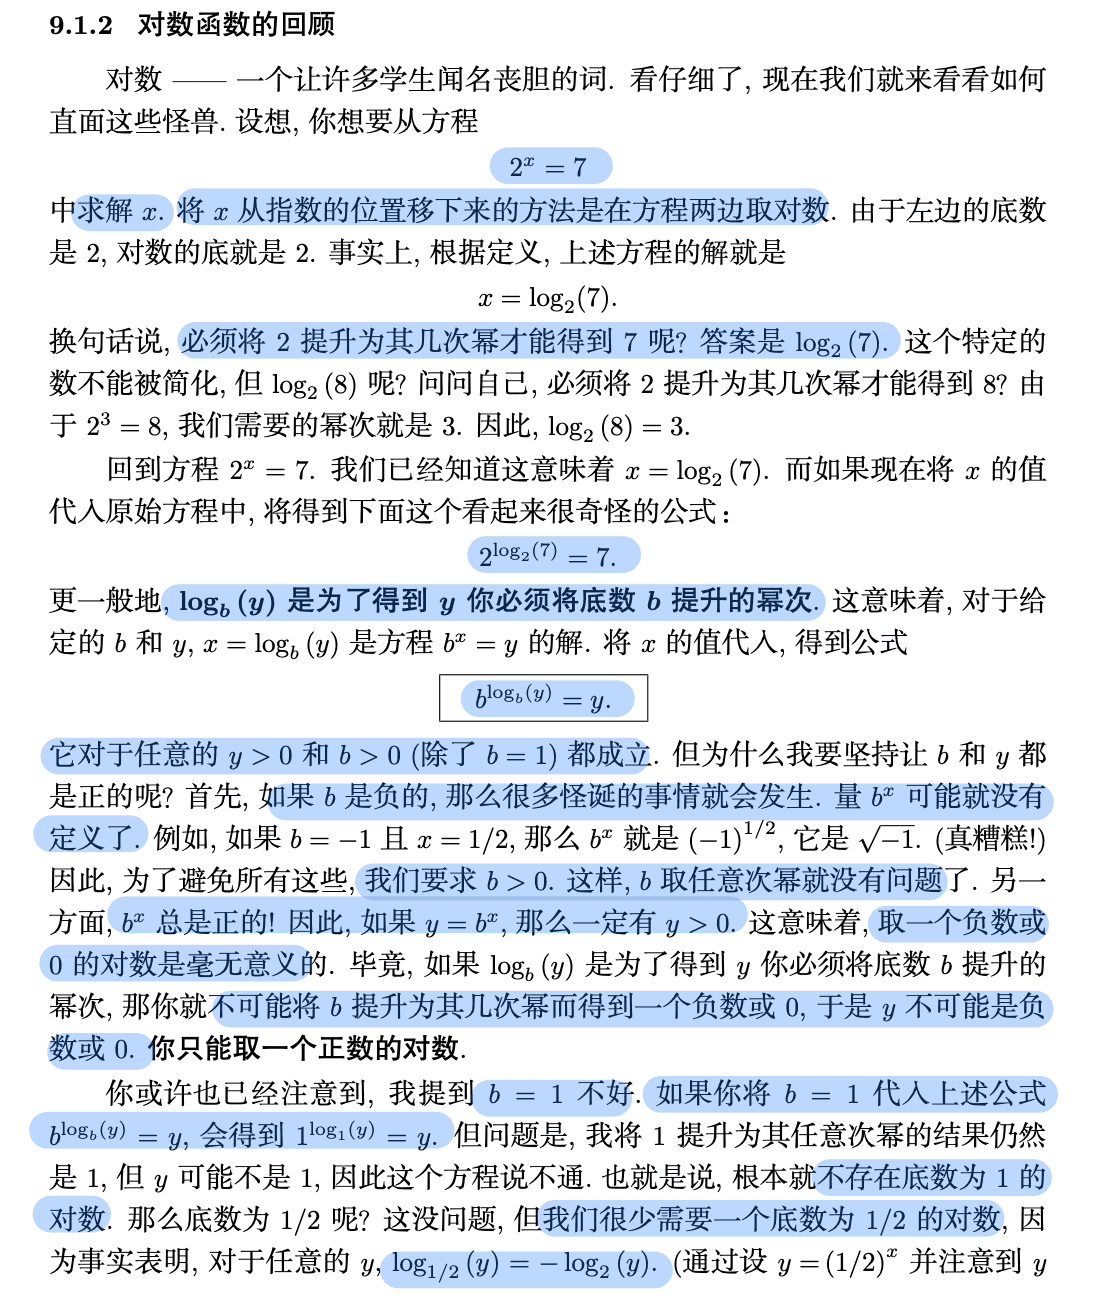 9.1.2 对数函数的回顾
对数 —— 一个让许多学生闻名丧胆的词. 看仔细了, 现在我们就来看看如何
直面这些怪兽. 设想, 你想要从方程
2^x = 7
中求解 x. 将 x 从指数的位置移下来的方法是在方程两边取对数. 由于左边的底数
是 2, 对数的底就是 2. 事实上, 根据定义, 上述方程的解就是
x = log₂(7).
换句话说, 必须将 2 提升为其几次幂才能得到 7 呢? 答案是 log₂ (7). 这个特定的
数不能被简化, 但 log₂ (8) 呢? 问问自己, 必须将 2 提升为其几次幂才能得到 8? 由
于 2³ = 8, 我们需要的幂次就是 3. 因此, log₂ (8) = 3.
回到方程 2^x = 7. 我们已经知道这意味着 x = log₂ (7). 而如果现在将 x 的值
代入原始方程中, 将得到下面这个看起来很奇怪的公式:
2^{log₂(7)} = 7.
更一般地, log_b (y) 是为了得到 y 你必须将底数 b 提升的幂次. 这意味着, 对于给
定的 b 和 y, x = log_b (y) 是方程 b^x = y 的解. 将 x 的值代入, 得到公式
b^{log_b(y)} = y.
它对于任意的 y > 0 和 b > 0 (除了 b = 1) 都成立. 但为什么我要坚持让 b 和 y 都
是正的呢? 首先, 如果 b 是负的, 那么很多怪诞的事情就会发生. 量 b^x 可能就没有
定义了. 例如, 如果 b = −1 且 x = 1/2, 那么 b^x 就是 (−1)^{1/2}, 它是 √−1. (真糟糕!)
因此, 为了避免所有这些, 我们要求 b > 0. 这样, b 取任意次幂就没有问题了. 另一
方面, b^x 总是正的! 因此, 如果 y = b^x, 那么一定有 y > 0. 这意味着, 取一个负数或
0 的对数是毫无意义的. 毕竟, 如果 log_b (y) 是为了得到 y 你必须将底数 b 提升的
幂次, 那你就不可能将 b 提升为其几次幂而得到一个负数或 0, 于是 y 不可能是负
数或 0. 你只能取一个正数的对数.
你或许也已经注意到, 我提到 b = 1 不好. 如果你将 b = 1 代入上述公式
b^{log_b(y)} = y, 会得到 1^{log₁(y)} = y. 但问题是, 我将 1 提升为其任意次幂的结果仍然
是 1, 但 y 可能不是 1, 因此这个方程说不通. 也就是说, 根本就不存在底数为 1 的
对数. 那么底数为 1/2 呢? 这没问题, 但我们很少需要一个底数为 1/2 的对数, 因
为事实表明, 对于任意的 y, log_{1/2} (y) = − log₂ (y). (通过设 y = (1/2)^x 并注意到 y